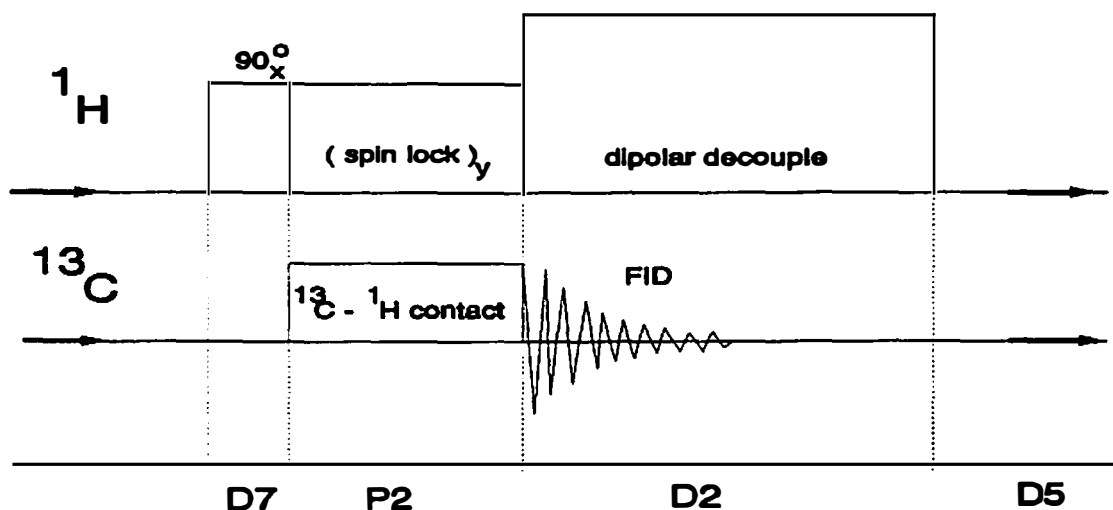 90°x
¹H
( spin lock )y
dipolar decouple
¹³C
¹³C - ¹H contact
FID
D7 P2 D2 D5